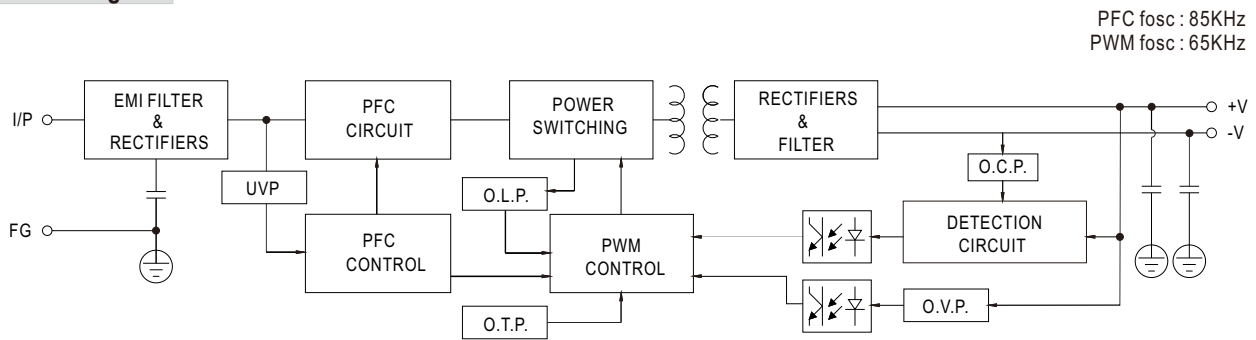 PFC fosc : 85KHz
PWM fosc : 65KHz
I/P
EMI FILTER
&
RECTIFIERS
PFC
CIRCUIT
POWER
SWITCHING
RECTIFIERS
&
FILTER
+V
-V
UVP
O.L.P.
O.C.P.
FG
PFC
CONTROL
PWM
CONTROL
DETECTION
CIRCUIT
O.T.P.
O.V.P.